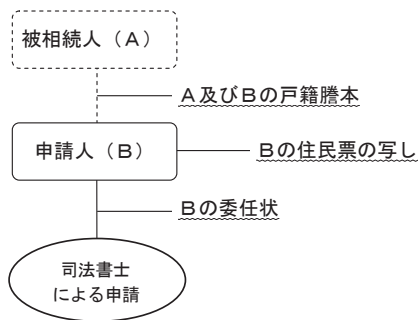 被相続人（A）
A及びBの戸籍謄本
申請人（B）
Bの住民票の写し
Bの委任状
司法書士
による申請